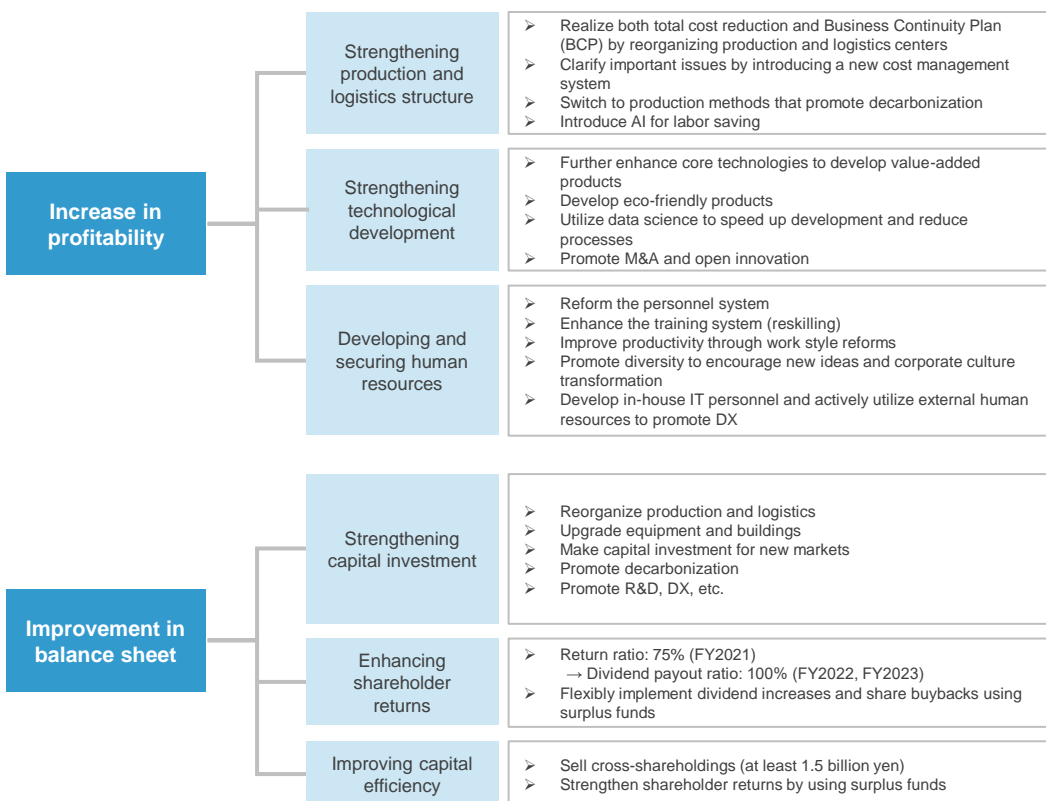 Increase in
profitability
Strengthening
production and
logistics structure
➢ Realize both total cost reduction and Business Continuity Plan
(BCP) by reorganizing production and logistics centers
➢ Clarify important issues by introducing a new cost management
system
➢ Switch to production methods that promote decarbonization
➢ Introduce AI for labor saving
Strengthening
technological
development
➢ Further enhance core technologies to develop value-added
products
➢ Develop eco-friendly products
➢ Utilize data science to speed up development and reduce
processes
➢ Promote M&A and open innovation
Developing and
securing human
resources
➢ Reform the personnel system
➢ Enhance the training system (reskilling)
➢ Improve productivity through work style reforms
➢ Promote diversity to encourage new ideas and corporate culture
transformation
➢ Develop in-house IT personnel and actively utilize external human
resources to promote DX
Improvement in
balance sheet
Strengthening
capital investment
➢ Reorganize production and logistics
➢ Upgrade equipment and buildings
➢ Make capital investment for new markets
➢ Promote decarbonization
➢ Promote R&D, DX, etc.
Enhancing
shareholder
returns
➢ Return ratio: 75% (FY2021)
→ Dividend payout ratio: 100% (FY2022, FY2023)
➢ Flexibly implement dividend increases and share buybacks using
surplus funds
Improving capital
efficiency
➢ Sell cross-shareholdings (at least 1.5 billion yen)
➢ Strengthen shareholder returns by using surplus funds